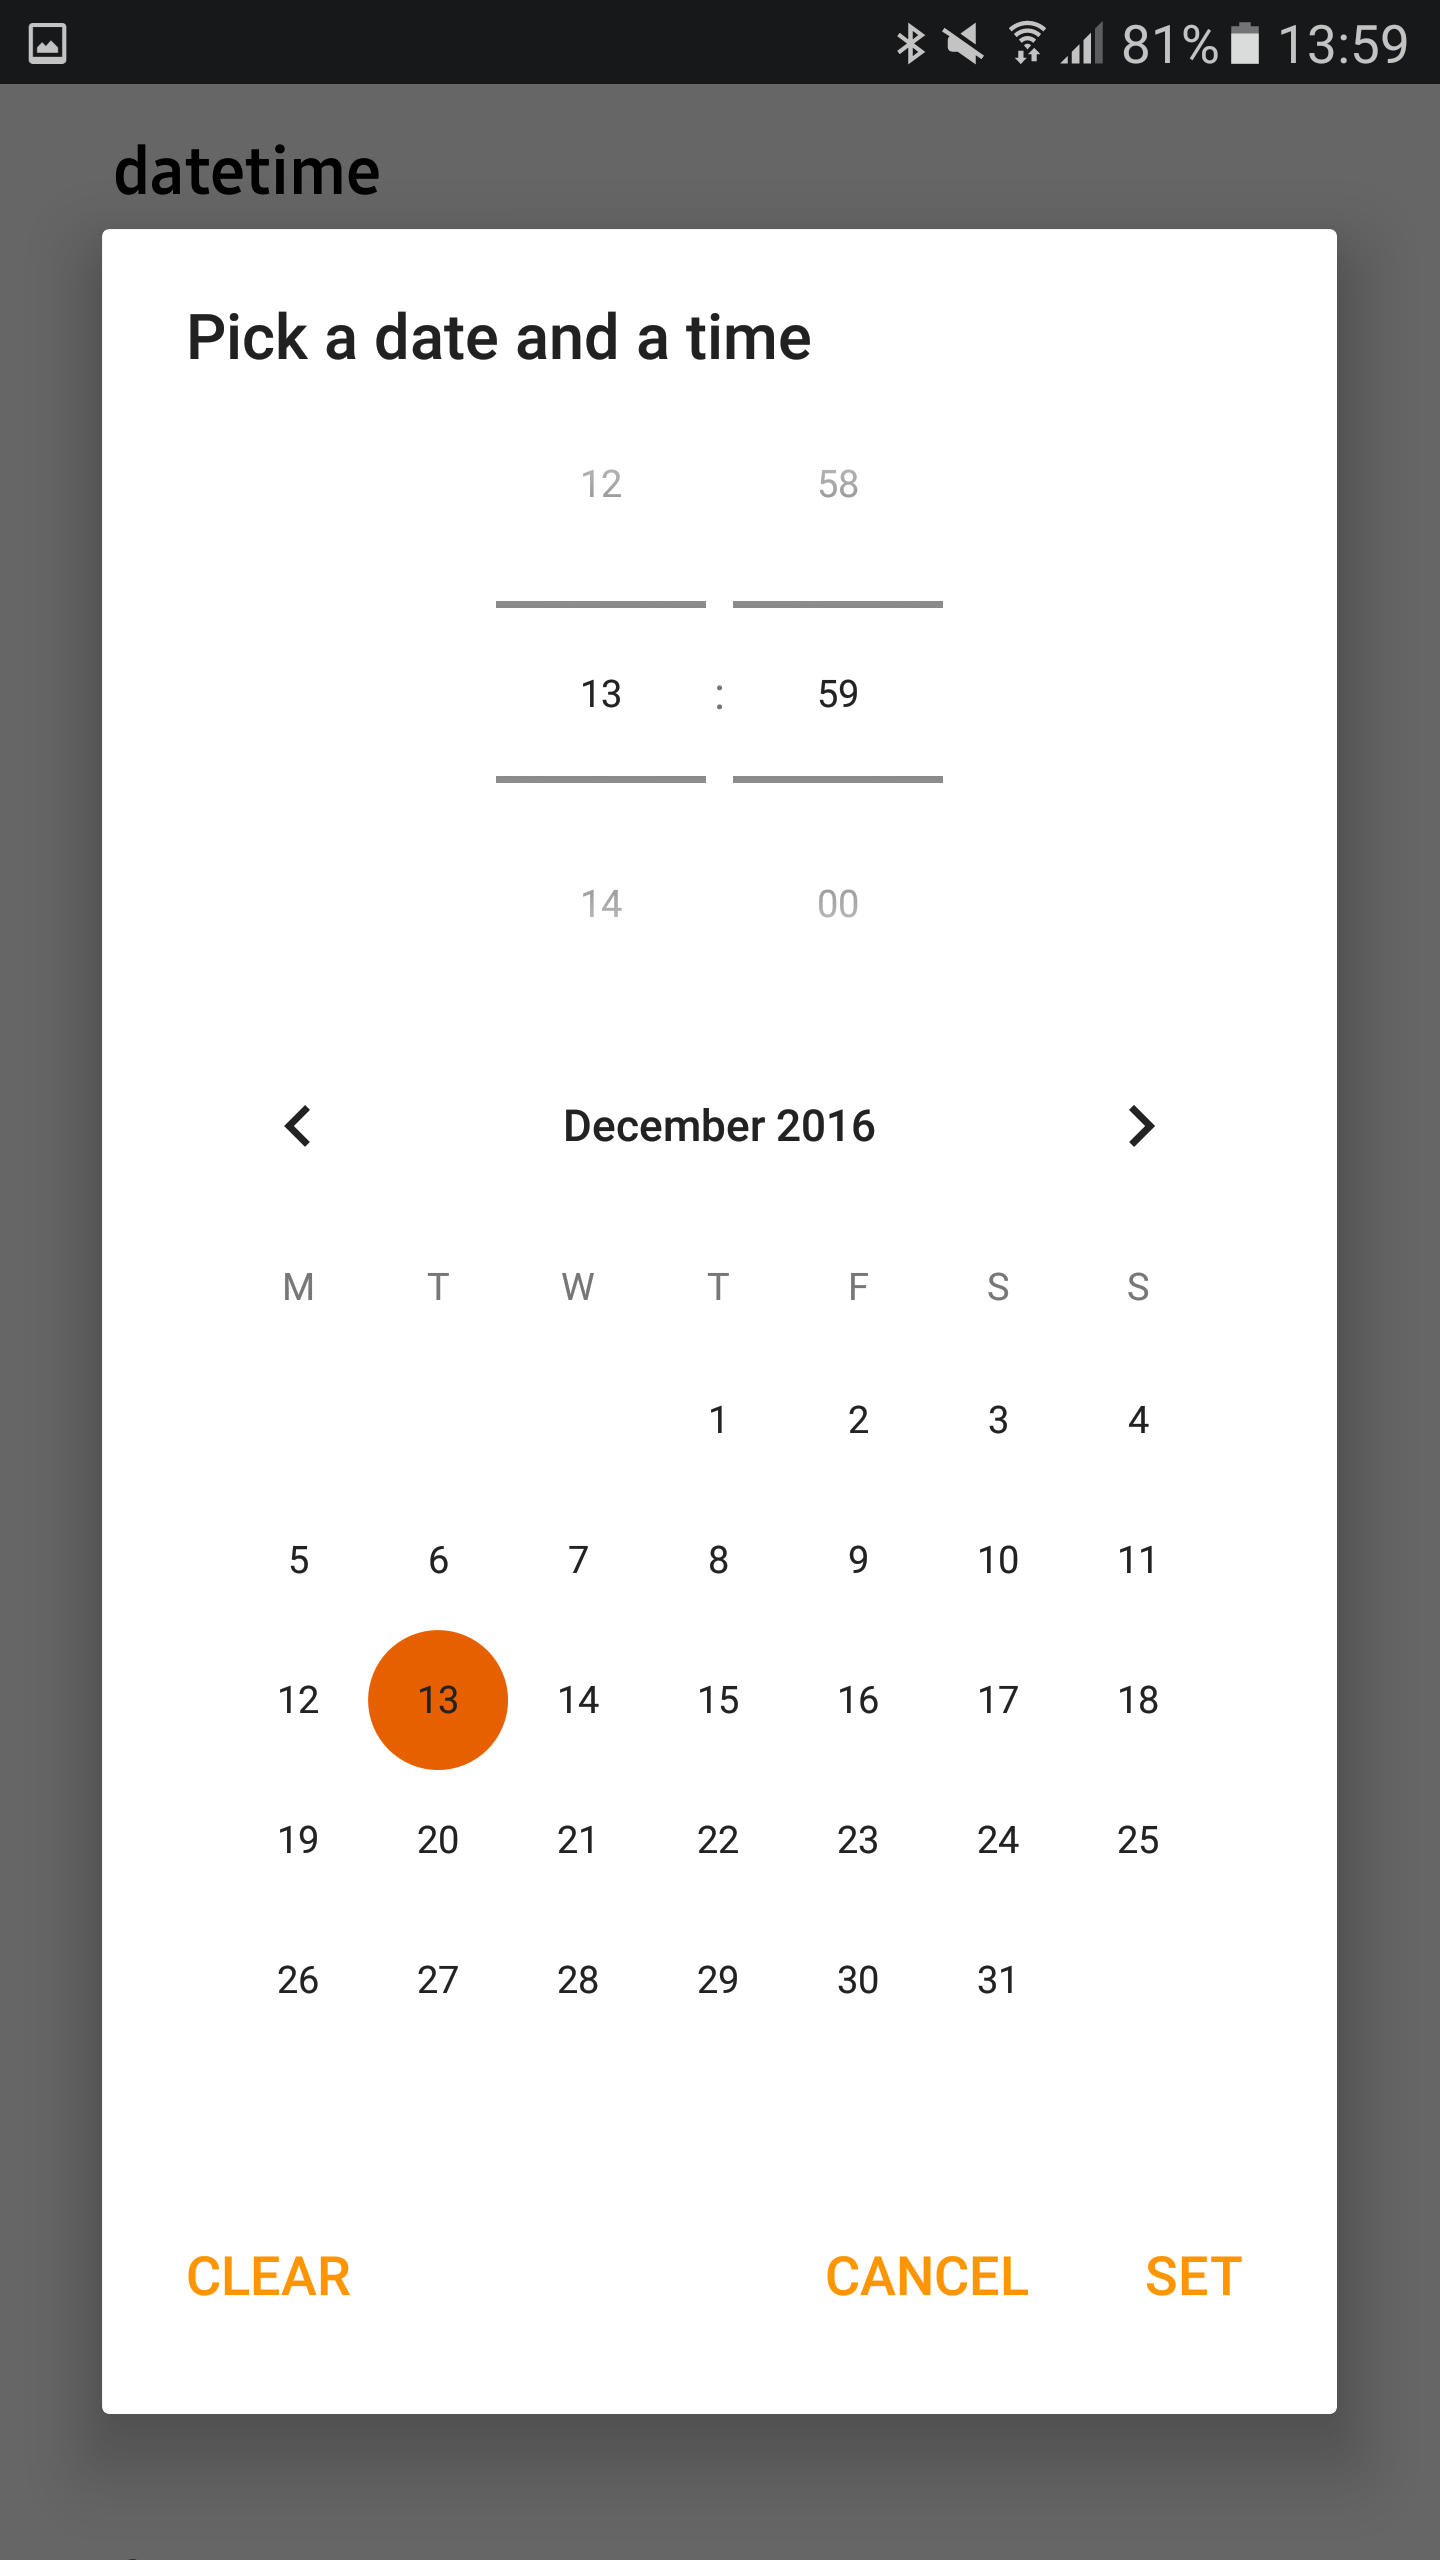 81% 13:59
datetime
Pick a date and a time
12 58
13 : 59
14 00
December 2016
M T W T F S S
1 2 3 4
5 6 7 8 9 10 11
12 13 14 15 16 17 18
19 20 21 22 23 24 25
26 27 28 29 30 31
CLEAR CANCEL SET